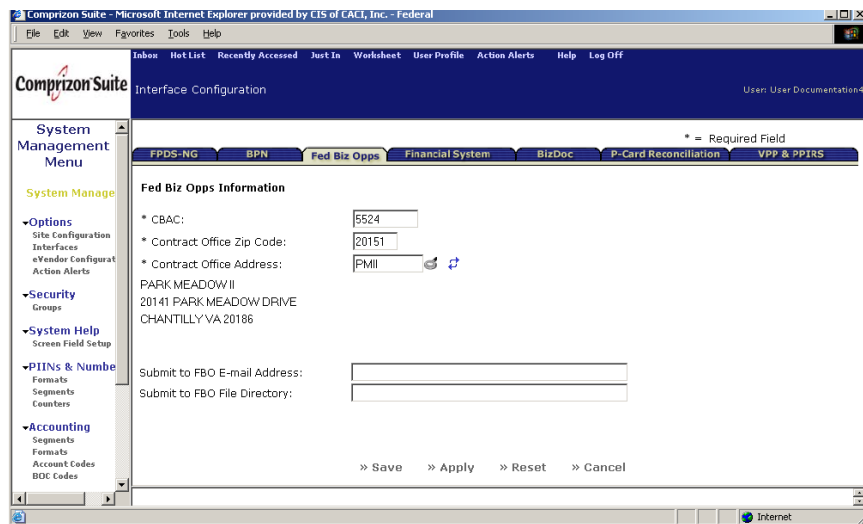 Comprizon Suite - Microsoft Internet Explorer provided by CIS of CACI, Inc. - Federal
File Edit View Favorites Tools Help
Inbox Hot List Recently Accessed Just In Worksheet User Profile Action Alerts Help Log Off
Comprizon Suite
Interface Configuration
User: User Documentation4
System
Management
Menu
* = Required Field
FPDS-NG BPN Fed Biz Opps Financial System BizDoc P-Card Reconciliation VPP & PPIRS
System Manage
Fed Biz Opps Information
Options
Site Configuration
Interfaces
eVendor Configurat
Action Alerts
Security
Groups
System Help
Screen Field Setup
PIINs & Numbe
Formats
Segments
Counters
Accounting
Segments
Formats
Account Codes
BOC Codes
* CBAC: 5524
* Contract Office Zip Code: 20151
* Contract Office Address: PMII
PARK MEADOW II
20141 PARK MEADOW DRIVE
CHANTILLY VA 20186
Submit to FBO E-mail Address:
Submit to FBO File Directory:
» Save » Apply » Reset » Cancel
Internet